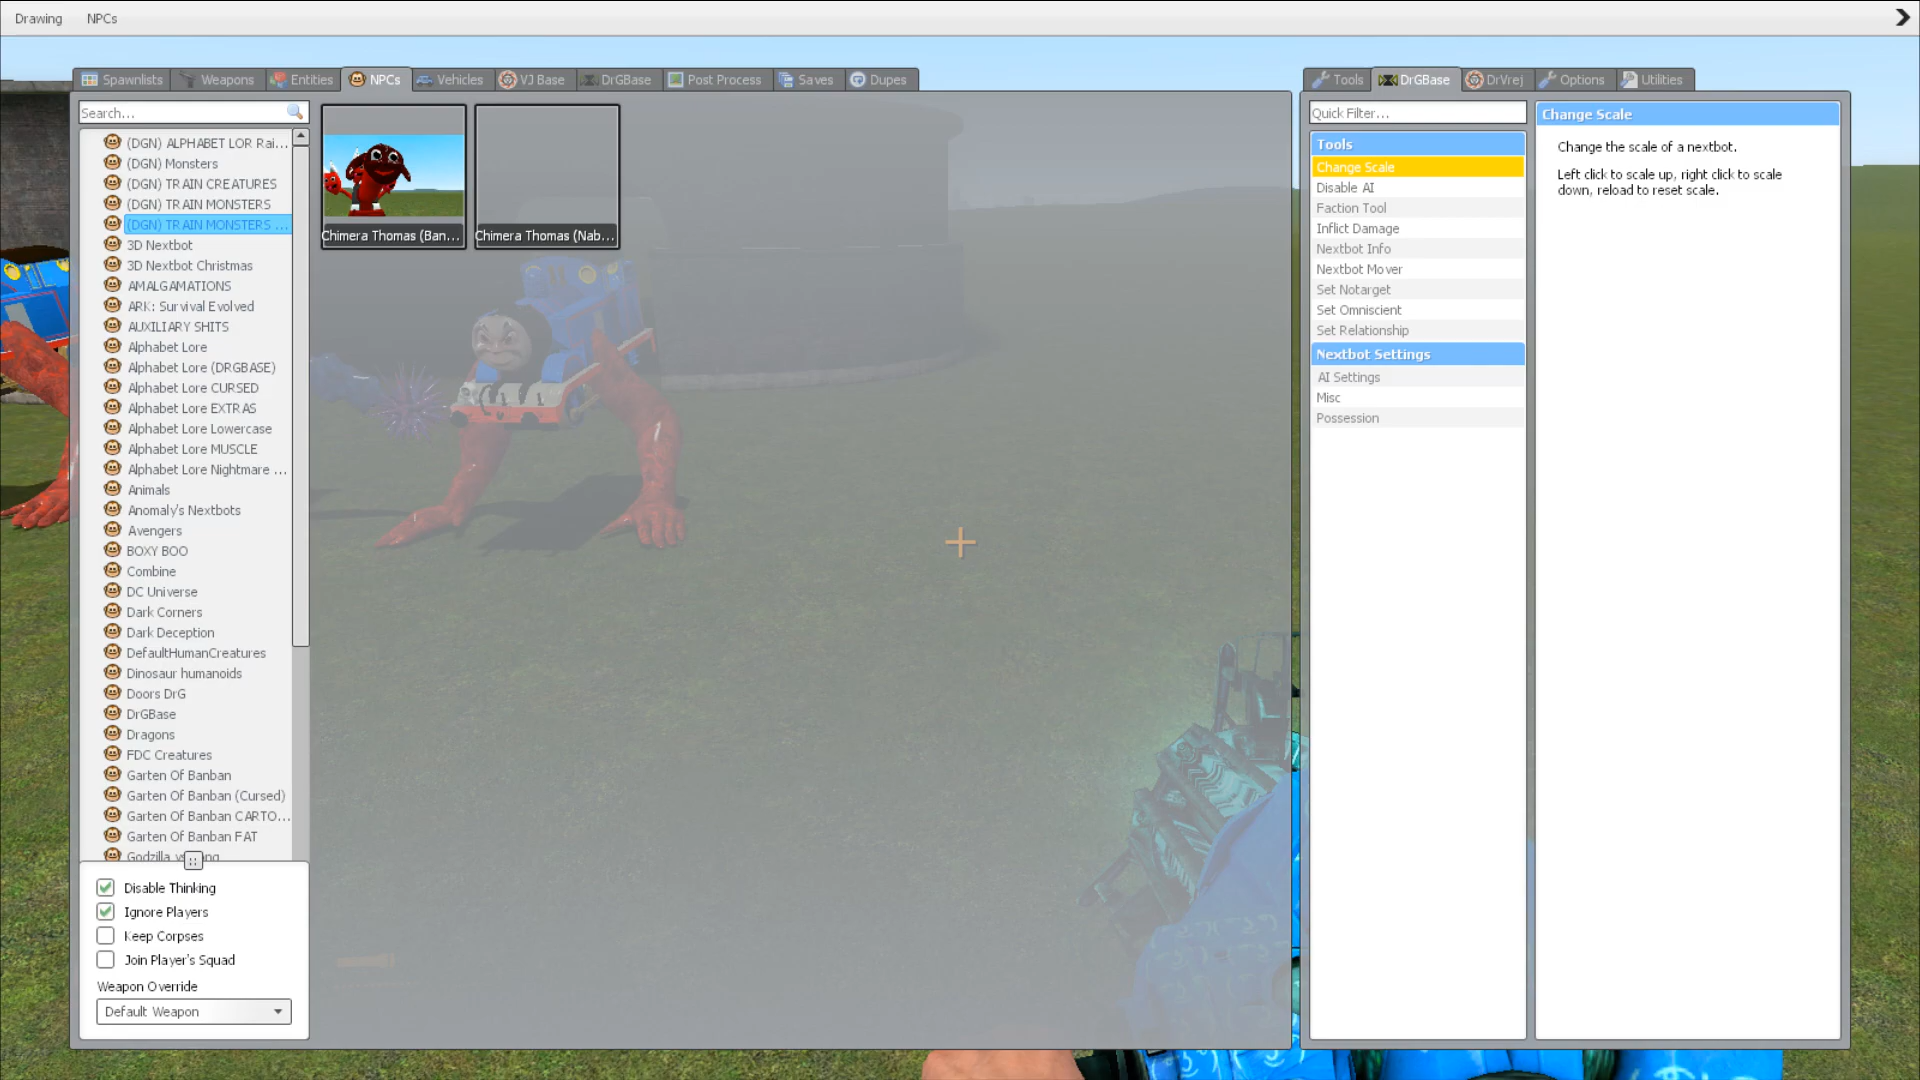 Drawing NPCs
Spawnlists Weapons Entities NPCs Vehicles VJ Base DrGBase Post Process Saves Dupes
Search...
(DGN) ALPHABET LOR Rai...
(DGN) Monsters
(DGN) TRAIN CREATURES
(DGN) TRAIN MONSTERS
(DGN) TRAIN MONSTERS ...
3D Nextbot
3D Nextbot Christmas
AMALGAMATIONS
ARK: Survival Evolved
AUXILIARY SHITS
Alphabet Lore
Alphabet Lore (DRGBASE)
Alphabet Lore CURSED
Alphabet Lore EXTRAS
Alphabet Lore Lowercase
Alphabet Lore MUSCLE
Alphabet Lore Nightmare ...
Animals
Anomaly's Nextbots
Avengers
BOXY BOO
Combine
DC Universe
Dark Corners
Dark Deception
DefaultHumanCreatures
Dinosaur humanoids
Doors DrG
DrGBase
Dragons
FDC Creatures
Garten Of Banban
Garten Of Banban (Cursed)
Garten Of Banban CARTO...
Garten Of Banban FAT
Godzilla
Disable Thinking
Ignore Players
Keep Corpses
Join Player's Squad
Weapon Override
Default Weapon
Chimera Thomas (Ban...
Chimera Thomas (Nab...
Tools DrGBase DrVrej Options Utilities
Quick Filter...
Tools
Change Scale
Disable AI
Faction Tool
Inflict Damage
Nextbot Info
Nextbot Mover
Set Notarget
Set Omniscient
Set Relationship
Nextbot Settings
AI Settings
Misc
Possession
Change Scale
Change the scale of a nextbot.
Left click to scale up, right click to scale
down, reload to reset scale.